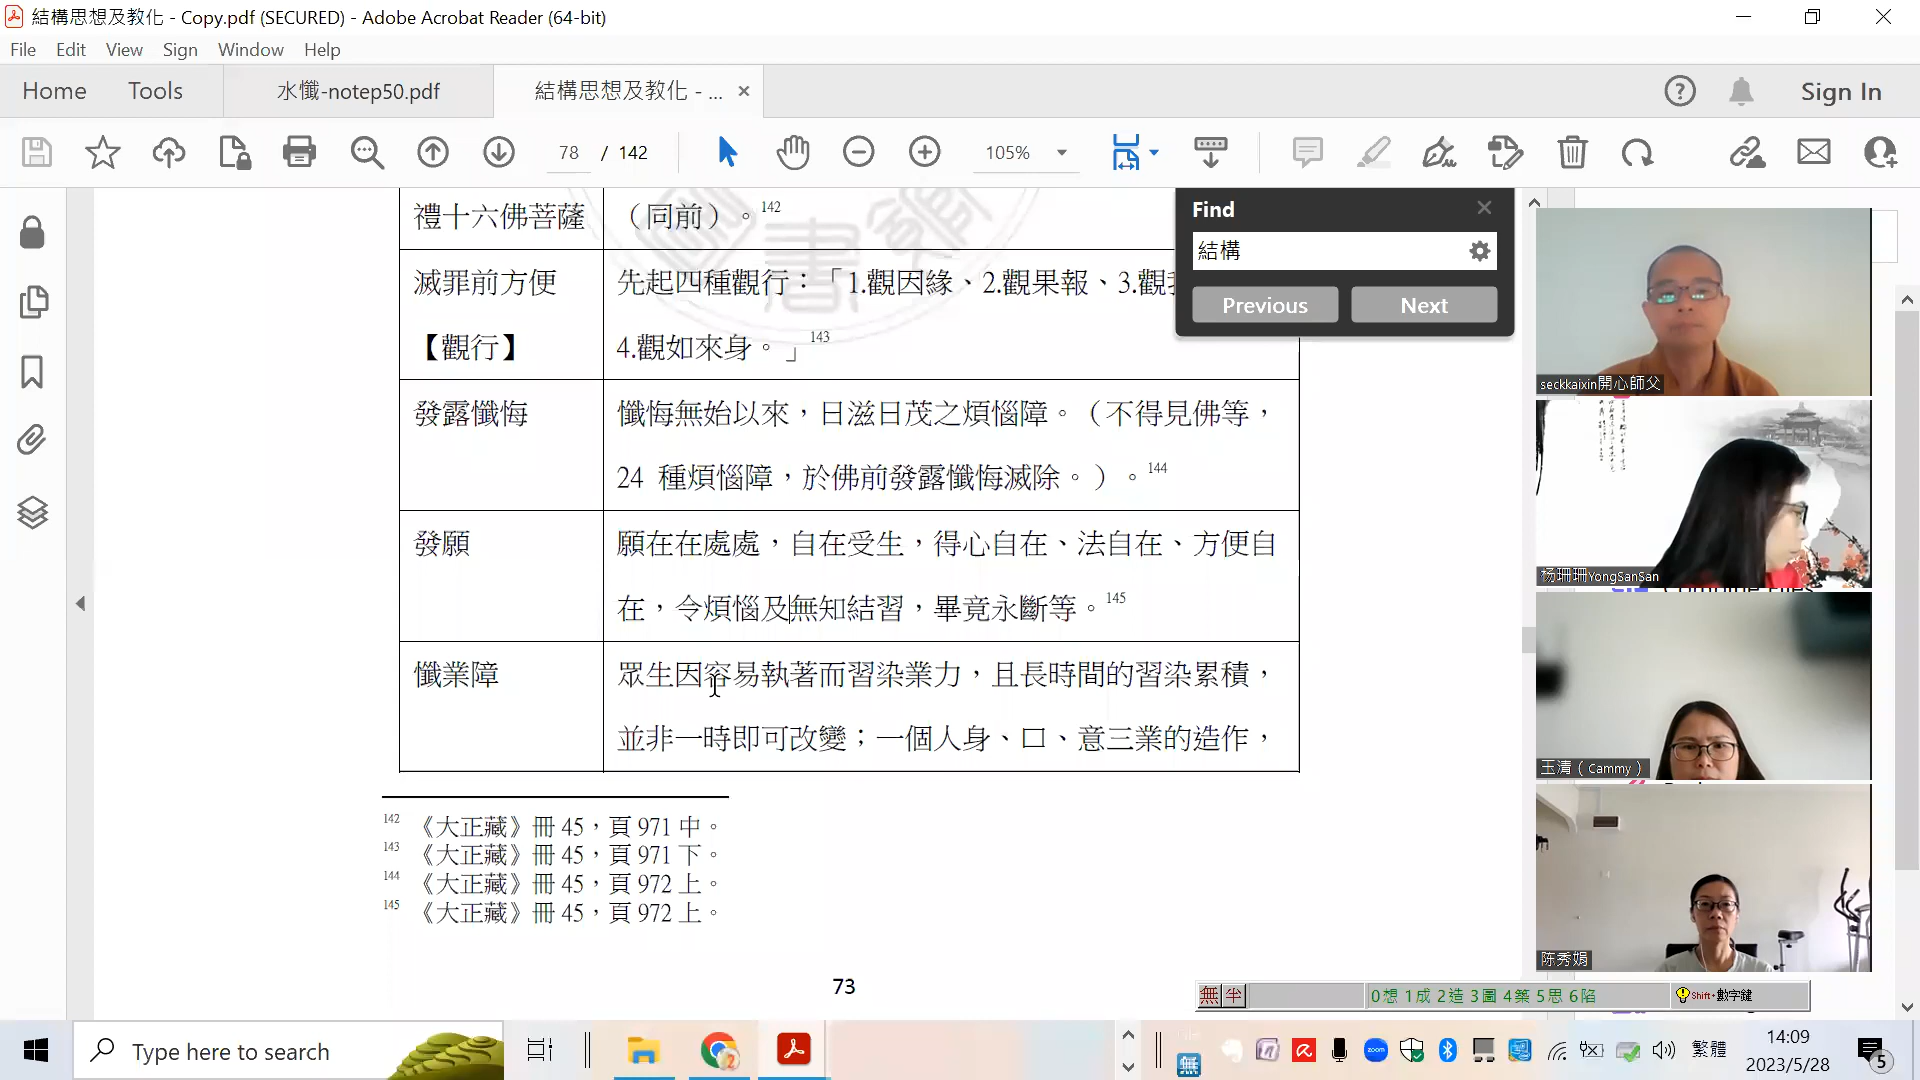 結構思想及教化 - Copy.pdf (SECURED) - Adobe Acrobat Reader (64-bit)
File Edit View Sign Window Help
Home Tools 水懺-notep50.pdf 結構思想及教化 - ... Sign In
78 / 142 105%
禮十六佛菩薩 （同前）。142
滅罪前方便 先起四種觀行：「1.觀因緣、2.觀果報、3.觀
【觀行】 4.觀如來身。」143
發露懺悔 懺悔無始以來，日滋日茂之煩惱障。（不得見佛等，
24 種煩惱障，於佛前發露懺悔滅除。）。144
發願 願在在處處，自在受生，得心自在、法自在、方便自
在，令煩惱及無知結習，畢竟永斷等。145
懺業障 眾生因容易執著而習染業力，且長時間的習染累積，
並非一時即可改變；一個人身、口、意三業的造作，
142 《大正藏》冊 45，頁 971 中。
143 《大正藏》冊 45，頁 971 下。
144 《大正藏》冊 45，頁 972 上。
145 《大正藏》冊 45，頁 972 上。
73
Find
結構
Previous Next
seckkaixin開心師父
杨珊珊YongSanSan
玉清（Cammy）
陈秀娟
無 半 0想 1成 2造 3圖 4築 5思 6陷 Shift-數字鍵
Type here to search
zoom
無
繁體
14:09
2023/5/28
5